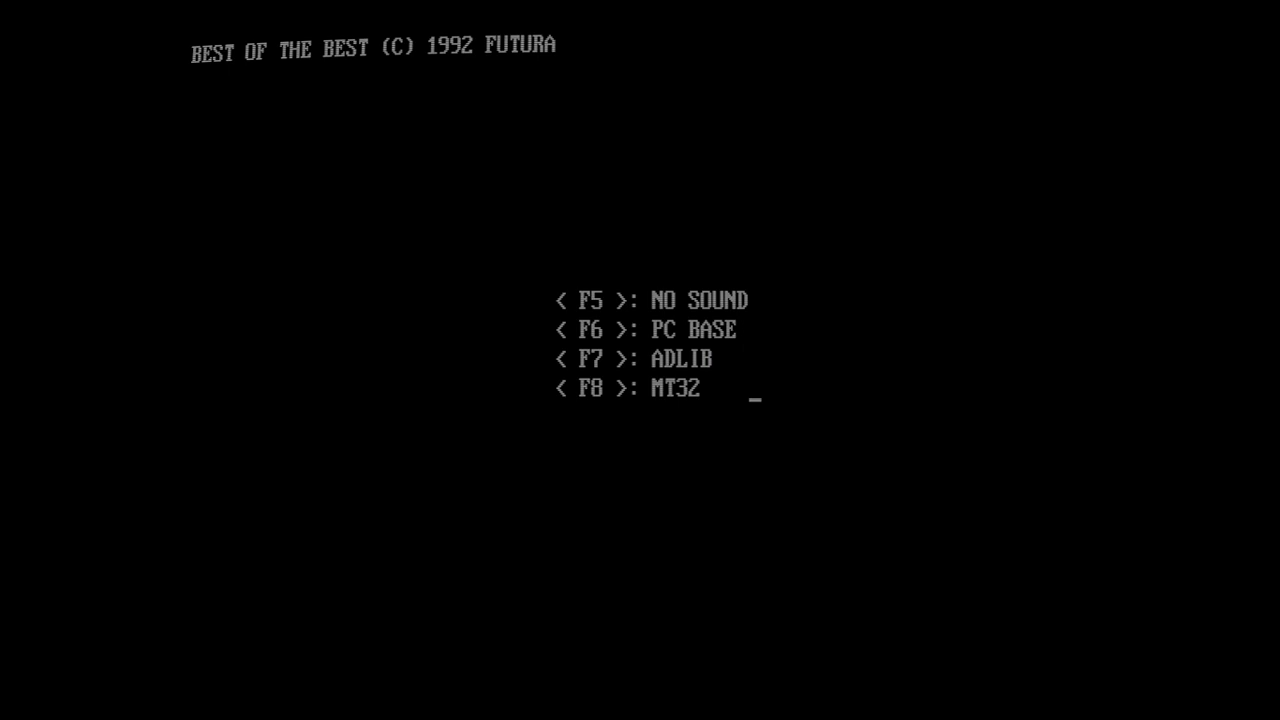 BEST OF THE BEST (C) 1992 FUTURA
< F5 >: NO SOUND
< F6 >: PC BASE
< F7 >: ADLIB
< F8 >: MT32 _